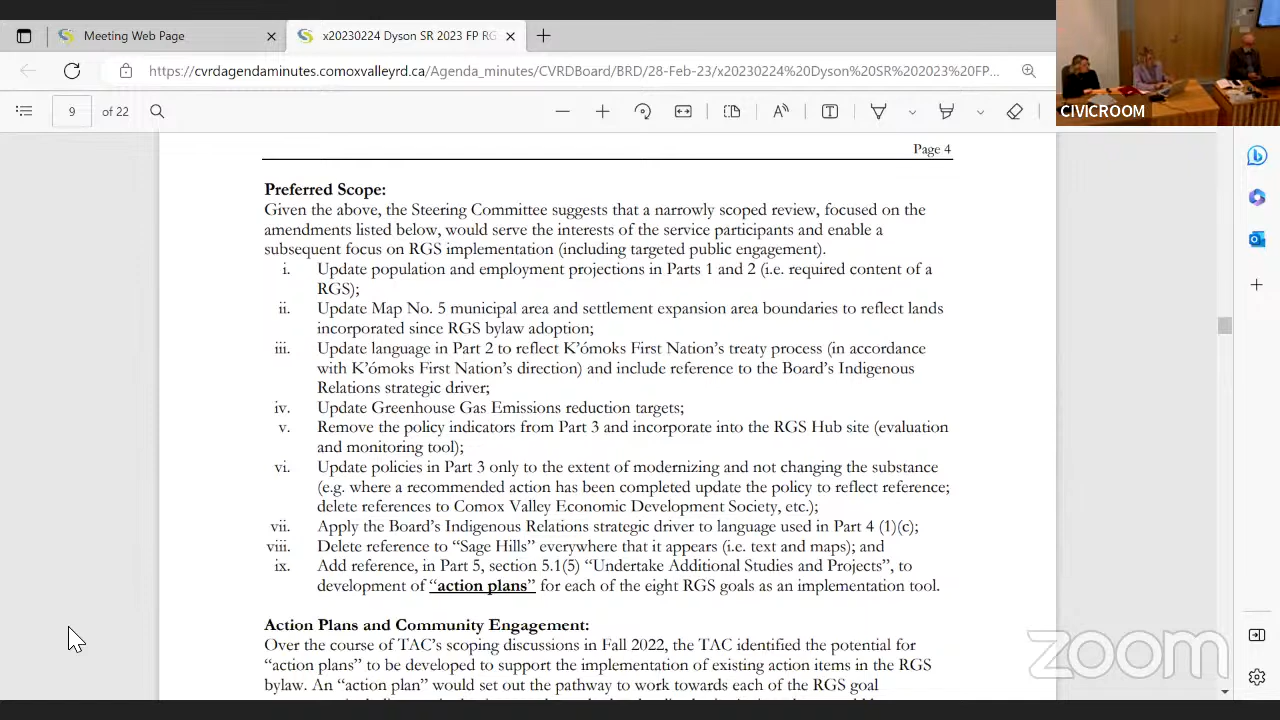 Meeting Web Page
x20230224 Dyson SR 2023 FP RG
https://cvrdagendaminutes.comoxvalleyrd.ca/Agenda_minutes/CVRDBoard/BRD/28-Feb-23/x20230224%20Dyson%20SR%202023%20FP...
9 of 22
CIVICROOM
Page 4
Preferred Scope:
Given the above, the Steering Committee suggests that a narrowly scoped review, focused on the
amendments listed below, would serve the interests of the service participants and enable a
subsequent focus on RGS implementation (including targeted public engagement).
i. Update population and employment projections in Parts 1 and 2 (i.e. required content of a
RGS);
ii. Update Map No. 5 municipal area and settlement expansion area boundaries to reflect lands
incorporated since RGS bylaw adoption;
iii. Update language in Part 2 to reflect K'ómoks First Nation's treaty process (in accordance
with K'ómoks First Nation's direction) and include reference to the Board's Indigenous
Relations strategic driver;
iv. Update Greenhouse Gas Emissions reduction targets;
v. Remove the policy indicators from Part 3 and incorporate into the RGS Hub site (evaluation
and monitoring tool);
vi. Update policies in Part 3 only to the extent of modernizing and not changing the substance
(e.g. where a recommended action has been completed update the policy to reflect reference;
delete references to Comox Valley Economic Development Society, etc.);
vii. Apply the Board's Indigenous Relations strategic driver to language used in Part 4 (1)(c);
viii. Delete reference to "Sage Hills" everywhere that it appears (i.e. text and maps); and
ix. Add reference, in Part 5, section 5.1(5) "Undertake Additional Studies and Projects", to
development of "action plans" for each of the eight RGS goals as an implementation tool.
Action Plans and Community Engagement:
Over the course of TAC's scoping discussions in Fall 2022, the TAC identified the potential for
"action plans" to be developed to support the implementation of existing action items in the RGS
bylaw. An "action plan" would set out the pathway to work towards each of the RGS goal
zoom